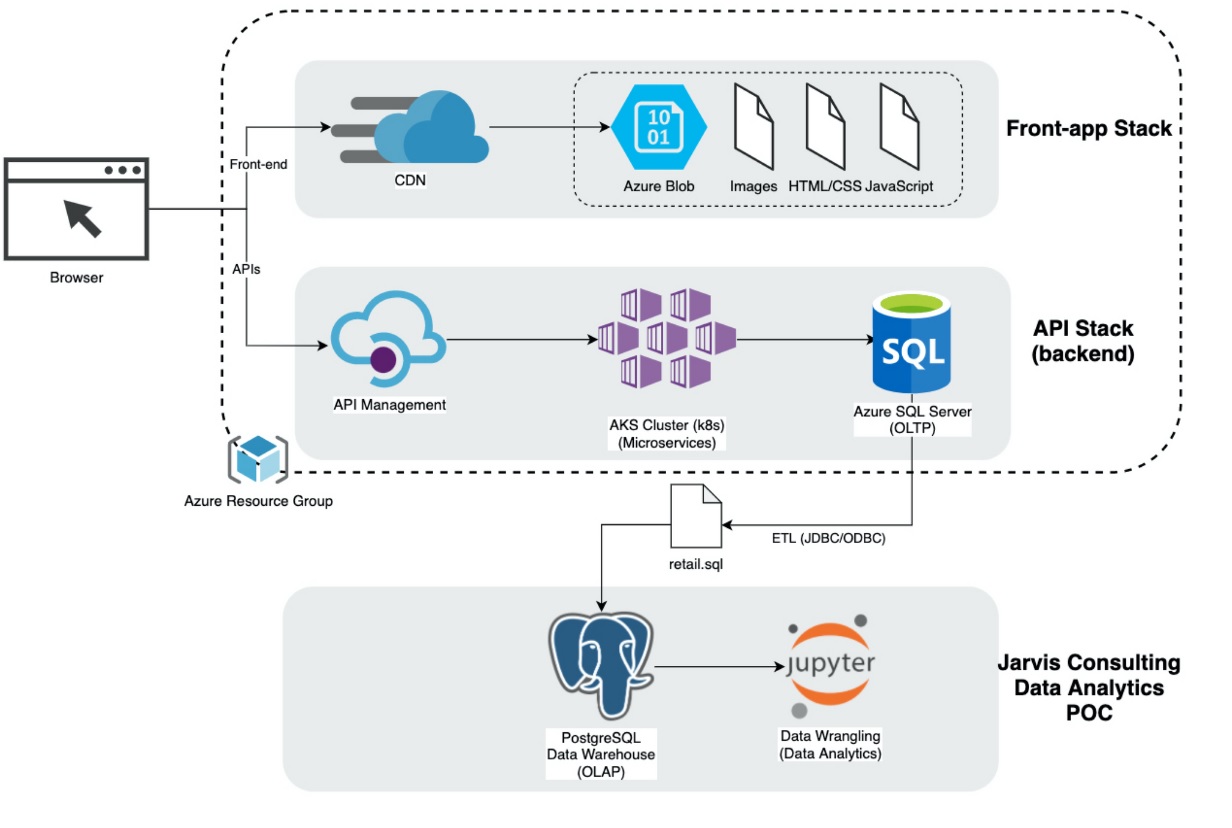 Front-app Stack
Front-end
10
01
CDN
Azure Blob
Images
HTML/CSS
JavaScript
Browser
APIs
API Stack
(backend)
SQL
API Management
AKS Cluster (k8s)
(Microservices)
Azure SQL Server
(OLTP)
Azure Resource Group
ETL (JDBC/ODBC)
retail.sql
jupyter
Jarvis Consulting
Data Analytics
POC
PostgreSQL
Data Warehouse
(OLAP)
Data Wrangling
(Data Analytics)